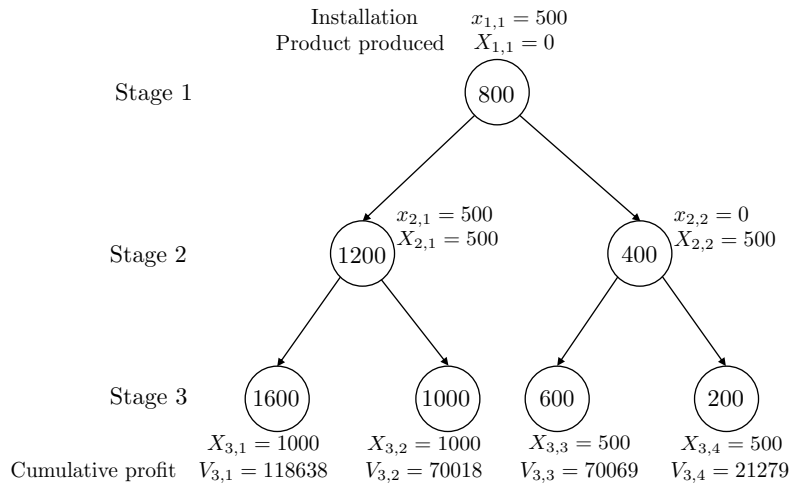 Installation x_{1,1} = 500
Product produced X_{1,1} = 0
Stage 1 800
x_{2,1} = 500 x_{2,2} = 0
Stage 2 1200 X_{2,1} = 500 400 X_{2,2} = 500
Stage 3 1600 1000 600 200
X_{3,1} = 1000 X_{3,2} = 1000 X_{3,3} = 500 X_{3,4} = 500
Cumulative profit V_{3,1} = 118638 V_{3,2} = 70018 V_{3,3} = 70069 V_{3,4} = 21279